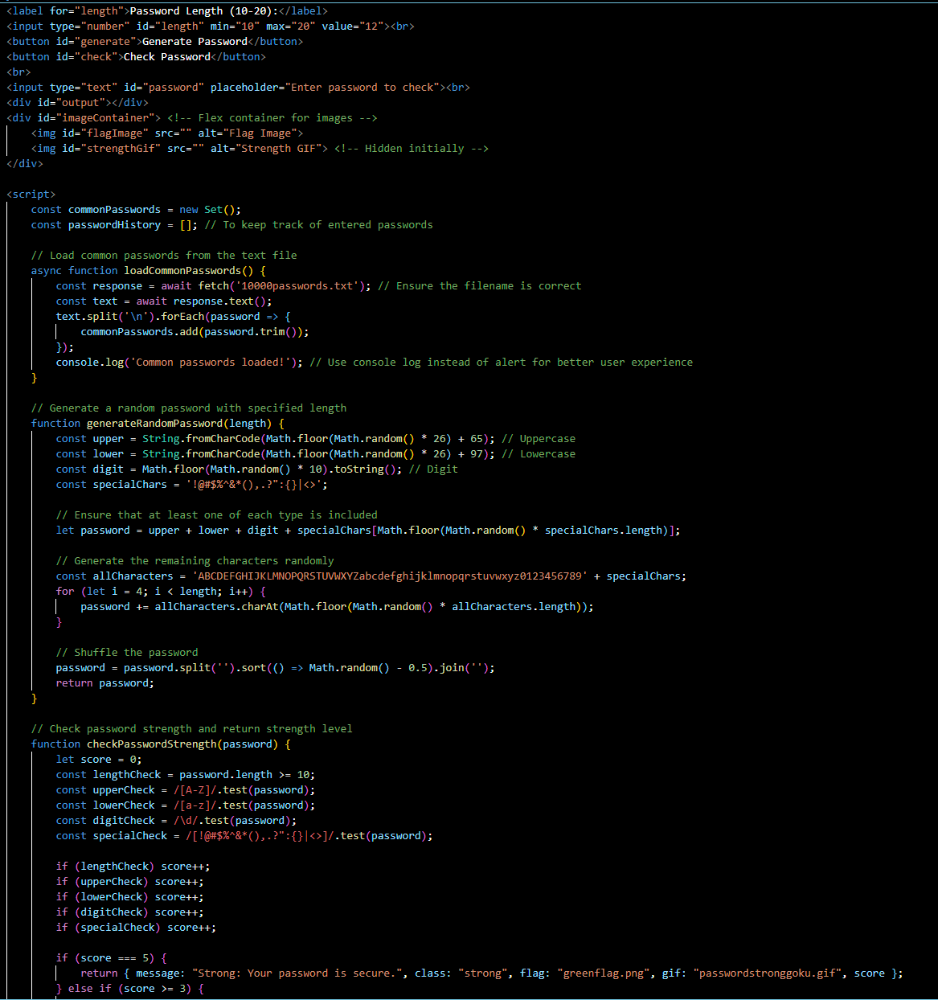 <label for="length">Password Length (10-20):</label>
<input type="number" id="length" min="10" max="20" value="12"><br>
<button id="generate">Generate Password</button>
<button id="check">Check Password</button>
<br>
<input type="text" id="password" placeholder="Enter password to check"><br>
<div id="output"></div>
<div id="imageContainer"> <!-- Flex container for images -->
    <img id="flagImage" src="" alt="Flag Image">
    <img id="strengthGif" src="" alt="Strength GIF"> <!-- Hidden initially -->
</div>
<script>
    const commonPasswords = new Set();
    const passwordHistory = []; // To keep track of entered passwords
    // Load common passwords from the text file
    async function loadCommonPasswords() {
        const response = await fetch('10000passwords.txt'); // Ensure the filename is correct
        const text = await response.text();
        text.split('\n').forEach(password => {
            commonPasswords.add(password.trim());
        });
        console.log('Common passwords loaded!'); // Use console log instead of alert for better user experience
    }
    // Generate a random password with specified length
    function generateRandomPassword(length) {
        const upper = String.fromCharCode(Math.floor(Math.random() * 26) + 65); // Uppercase
        const lower = String.fromCharCode(Math.floor(Math.random() * 26) + 97); // Lowercase
        const digit = Math.floor(Math.random() * 10).toString(); // Digit
        const specialChars = '!@#$%^&*(),.?":{}|<>';
        // Ensure that at least one of each type is included
        let password = upper + lower + digit + specialChars[Math.floor(Math.random() * specialChars.length)];
        // Generate the remaining characters randomly
        const allCharacters = 'ABCDEFGHIJKLMNOPQRSTUVWXYZabcdefghijklmnopqrstuvwxyz0123456789' + specialChars;
        for (let i = 4; i < length; i++) {
            password += allCharacters.charAt(Math.floor(Math.random() * allCharacters.length));
        }
        // Shuffle the password
        password = password.split('').sort(() => Math.random() - 0.5).join('');
        return password;
    }
    // Check password strength and return strength level
    function checkPasswordStrength(password) {
        let score = 0;
        const lengthCheck = password.length >= 10;
        const upperCheck = /[A-Z]/.test(password);
        const lowerCheck = /[a-z]/.test(password);
        const digitCheck = /\d/.test(password);
        const specialCheck = /[!@#$%^&*(),.?":{}|<>]/.test(password);
        if (lengthCheck) score++;
        if (upperCheck) score++;
        if (lowerCheck) score++;
        if (digitCheck) score++;
        if (specialCheck) score++;
        if (score === 5) {
            return { message: "Strong: Your password is secure.", class: "strong", flag: "greenflag.png", gif: "passwordstronggoku.gif", score };
        } else if (score >= 3) {